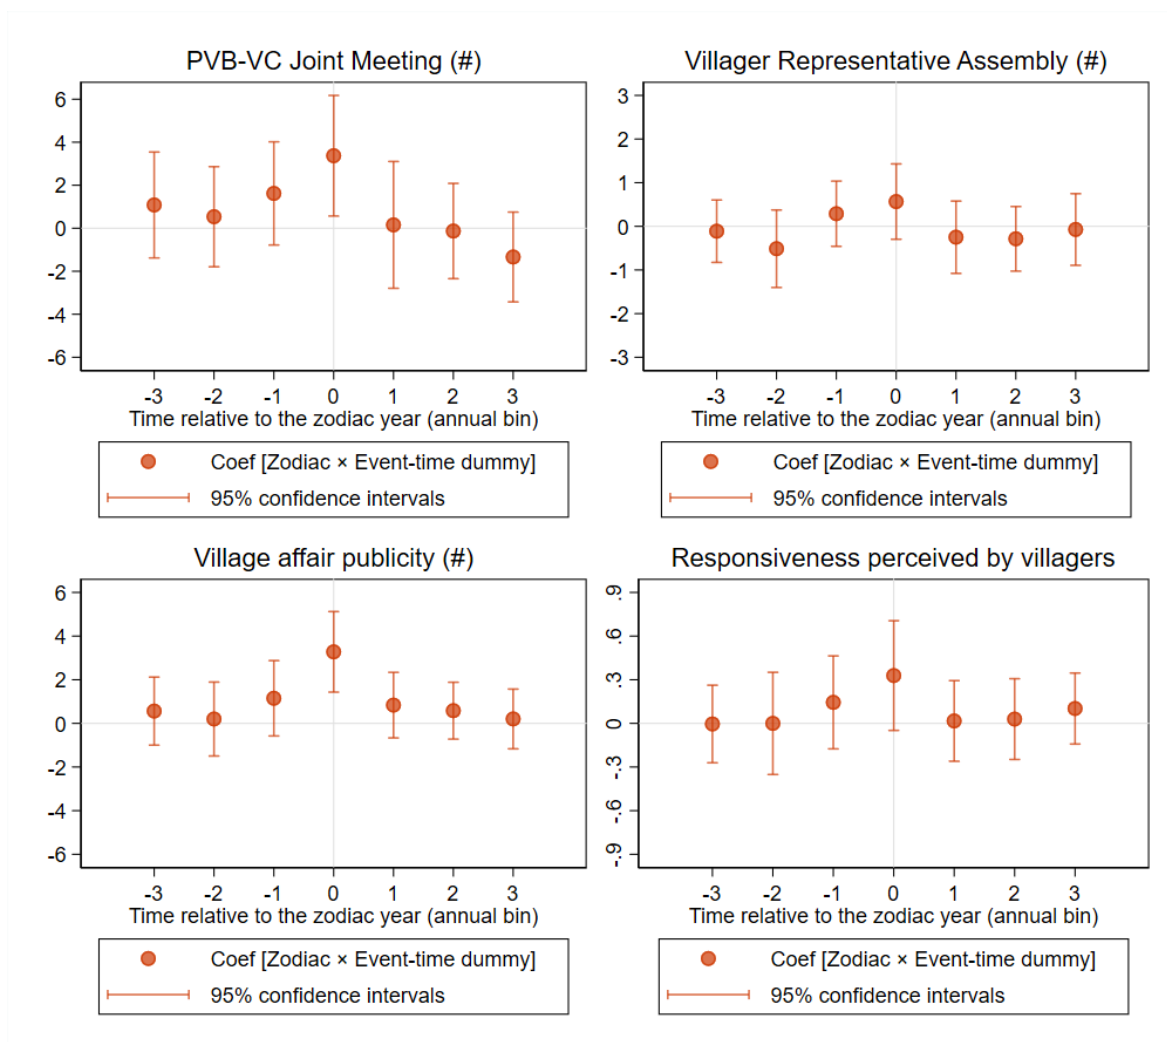 PVB-VC Joint Meeting (#)
6
4
2
0
-2
-4
-6
-3 -2 -1 0 1 2 3
Time relative to the zodiac year (annual bin)
Coef [Zodiac × Event-time dummy]
95% confidence intervals
Villager Representative Assembly (#)
3
2
1
0
-1
-2
-3
-3 -2 -1 0 1 2 3
Time relative to the zodiac year (annual bin)
Coef [Zodiac × Event-time dummy]
95% confidence intervals
Village affair publicity (#)
6
4
2
0
-2
-4
-6
-3 -2 -1 0 1 2 3
Time relative to the zodiac year (annual bin)
Coef [Zodiac × Event-time dummy]
95% confidence intervals
Responsiveness perceived by villagers
.9
.6
.3
0
-.3
-.6
-.9
-3 -2 -1 0 1 2 3
Time relative to the zodiac year (annual bin)
Coef [Zodiac × Event-time dummy]
95% confidence intervals